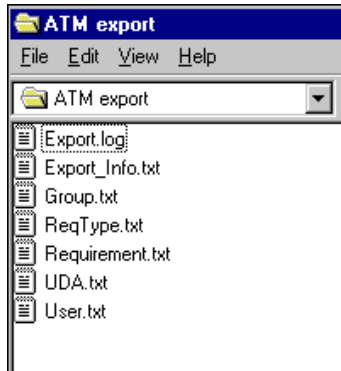 ATM export
File Edit View Help
ATM export
Export.log
Export_Info.txt
Group.txt
ReqType.txt
Requirement.txt
UDA.txt
User.txt